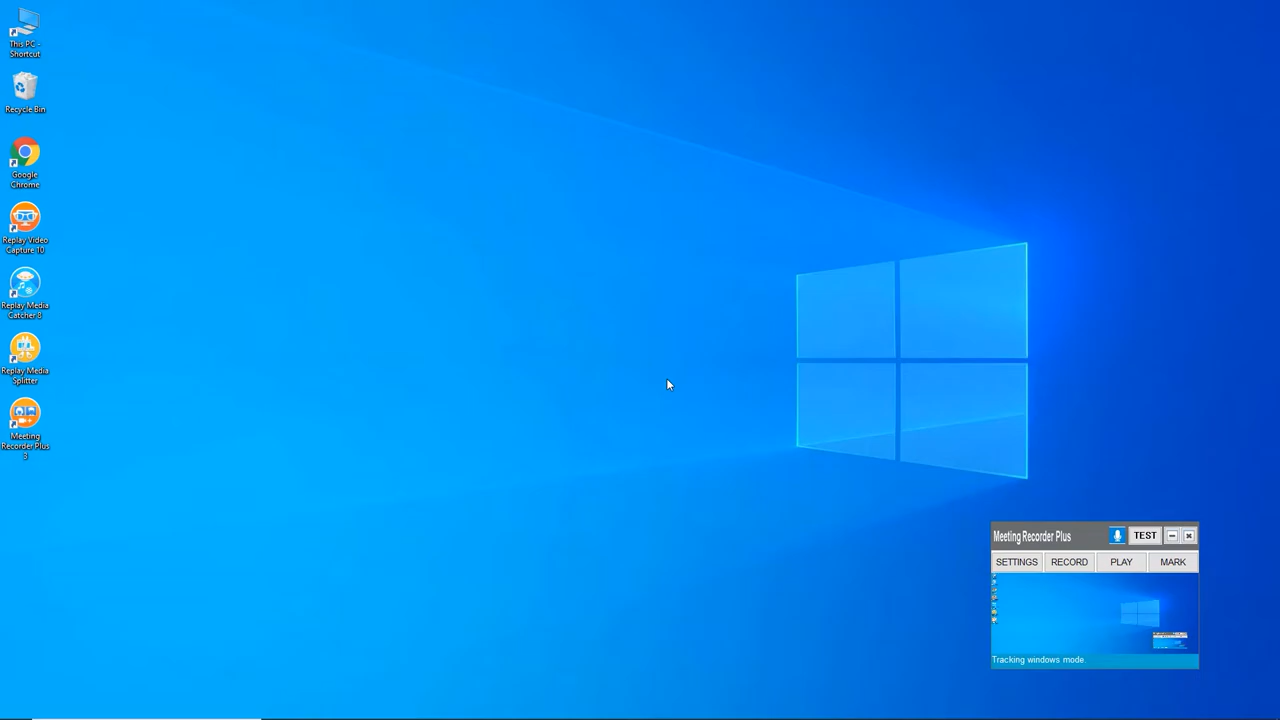 This PC -
Shortcut
Recycle Bin
Google
Chrome
Replay Video
Capture 10
Replay Media
Catcher 8
Replay Media
Splitter
Meeting
Recorder Plus
3
Meeting Recorder Plus
TEST
SETTINGS
RECORD
PLAY
MARK
Tracking windows mode.